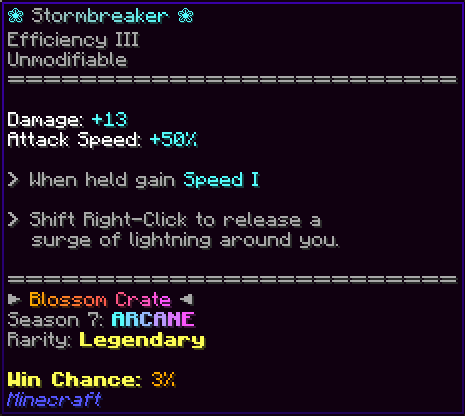 ❀ Stormbreaker ❀
Efficiency III
Unmodifiable
============================
Damage: +13
Attack Speed: +50%
> When held gain Speed I
> Shift Right-Click to release a
surge of lightning around you.
============================
► Blossom Crate ◄
Season 7: ARCANE
Rarity: Legendary
Win Chance: 3%
Minecraft